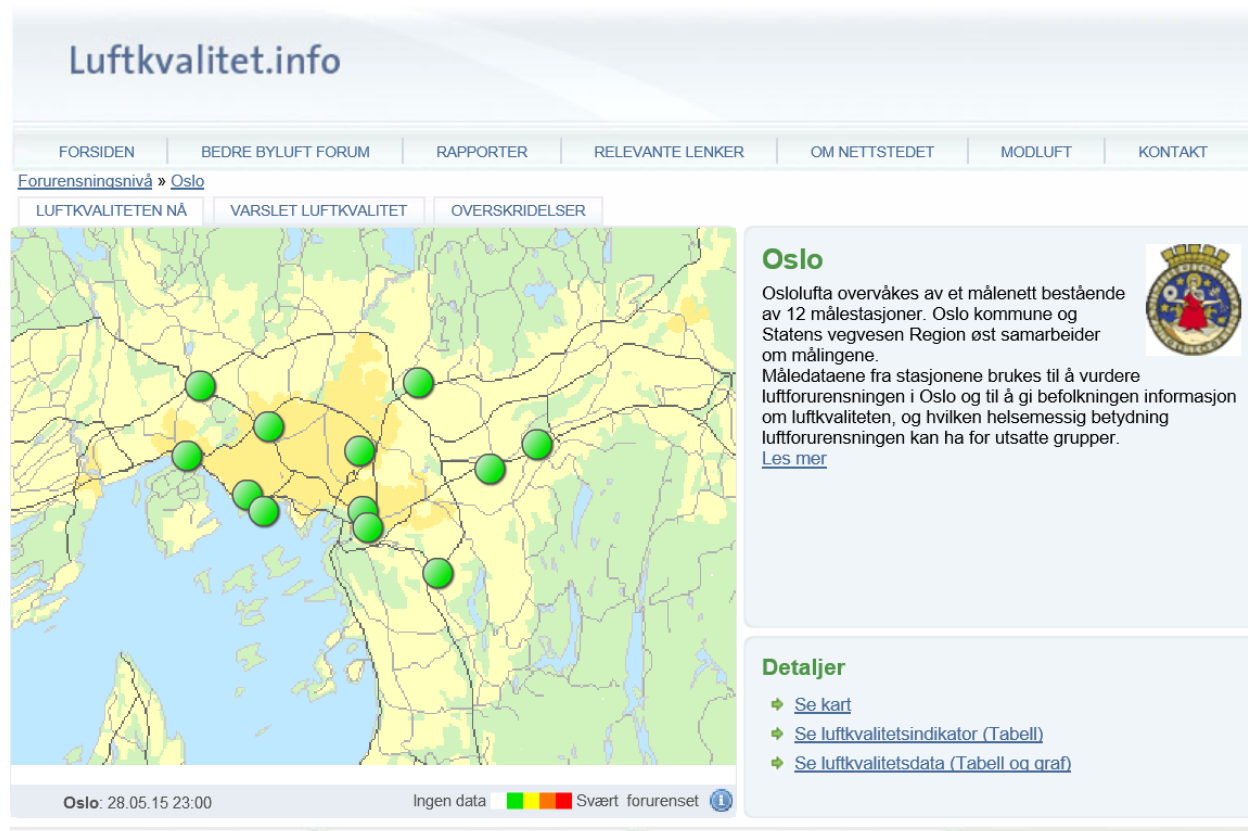 Luftkvalitet.info
FORSIDEN BEDRE BYLUFT FORUM RAPPORTER RELEVANTE LENKER OM NETTSTEDET MODLUFT KONTAKT
Forurensningsnivå » Oslo
LUFTKVALITETEN NÅ VARSLET LUFTKVALITET OVERSKRIDELSER
Oslo
Oslolufta overvåkes av et målenett bestående
av 12 målestasjoner. Oslo kommune og
Statens vegvesen Region øst samarbeider
om målingene.
Måledataene fra stasjonene brukes til å vurdere
luftforurensningen i Oslo og til å gi befolkningen informasjon
om luftkvaliteten, og hvilken helsemessig betydning
luftforurensningen kan ha for utsatte grupper.
Les mer
Detaljer
Se kart
Se luftkvalitetsindikator (Tabell)
Se luftkvalitetsdata (Tabell og graf)
Oslo: 28.05.15 23:00
Ingen data Svært forurenset